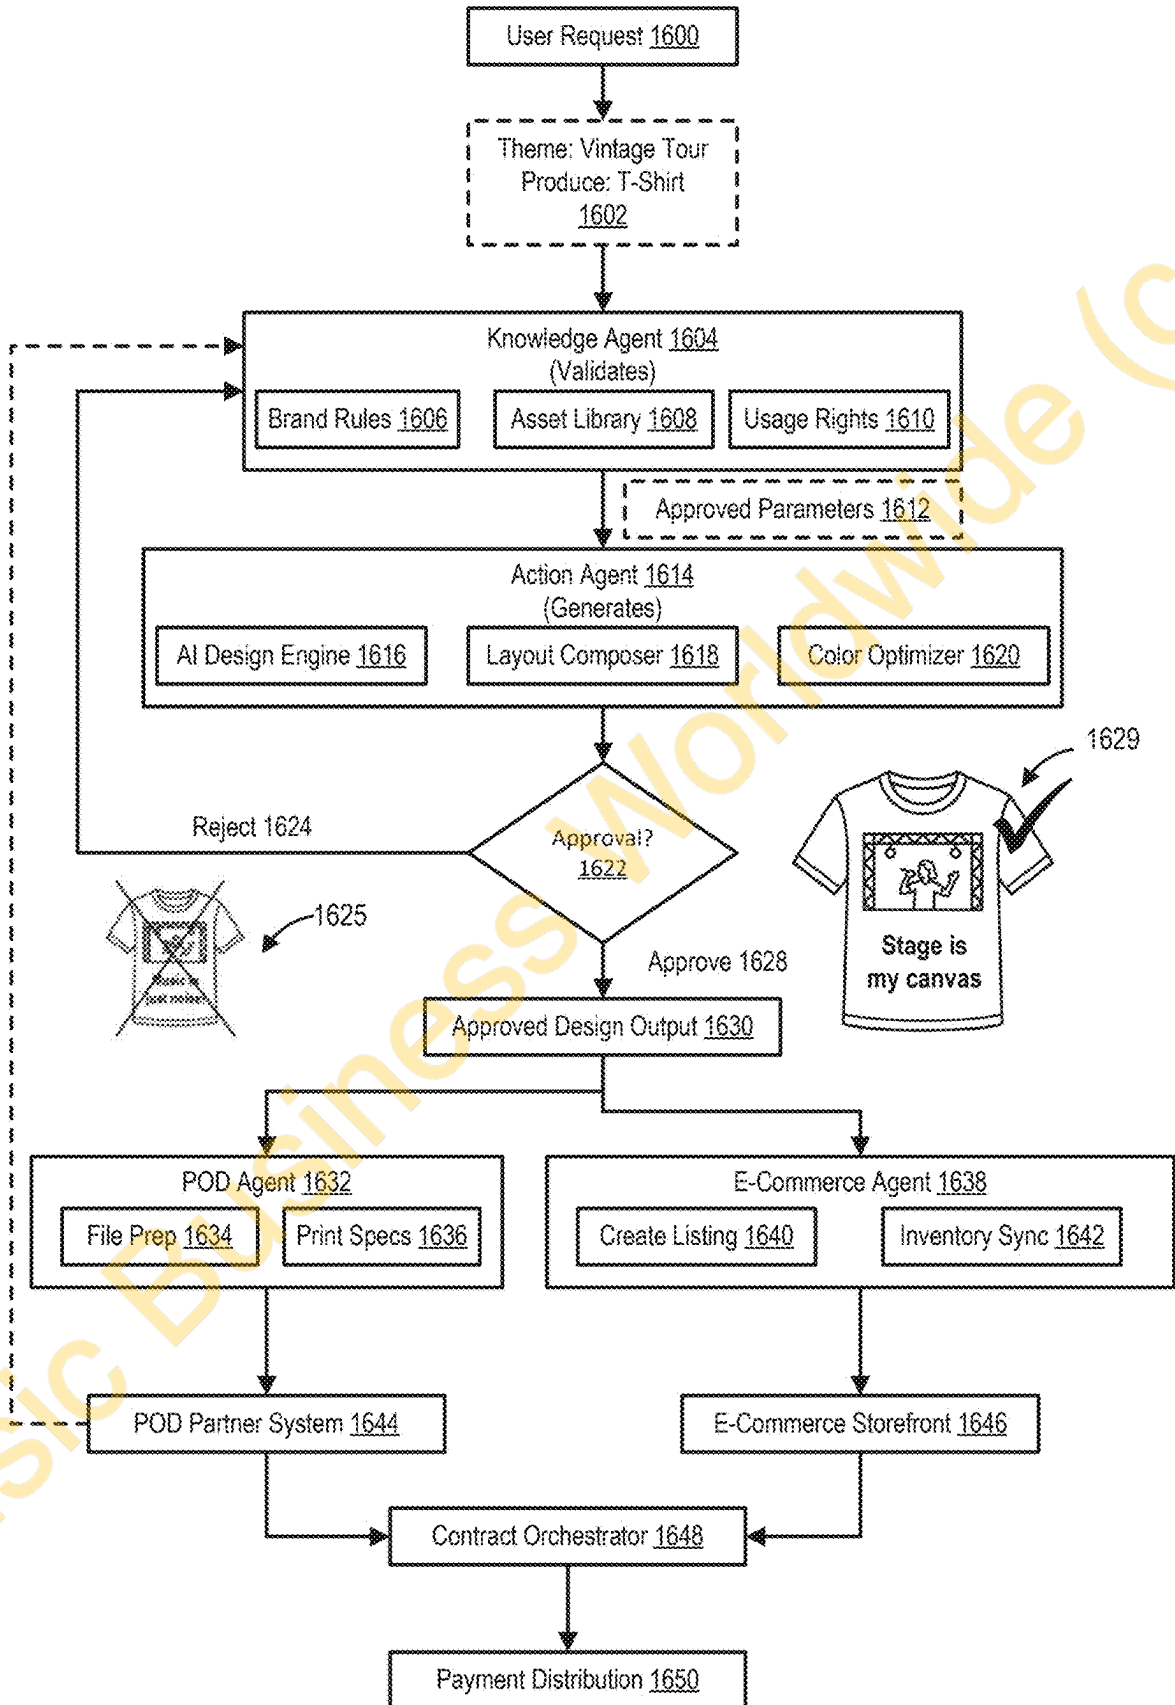 User Request 1600
Theme: Vintage Tour
Produce: T-Shirt
1602
Knowledge Agent 1604
(Validates)
Brand Rules 1606
Asset Library 1608
Usage Rights 1610
Approved Parameters 1612
Action Agent 1614
(Generates)
AI Design Engine 1616
Layout Composer 1618
Color Optimizer 1620
1629
Reject 1624
Approval?
1622
1625
Stage is
my canvas
Approve 1628
Approved Design Output 1630
POD Agent 1632
File Prep 1634
Print Specs 1636
E-Commerce Agent 1638
Create Listing 1640
Inventory Sync 1642
POD Partner System 1644
E-Commerce Storefront 1646
Contract Orchestrator 1648
Payment Distribution 1650
sic Business Worldwide (c